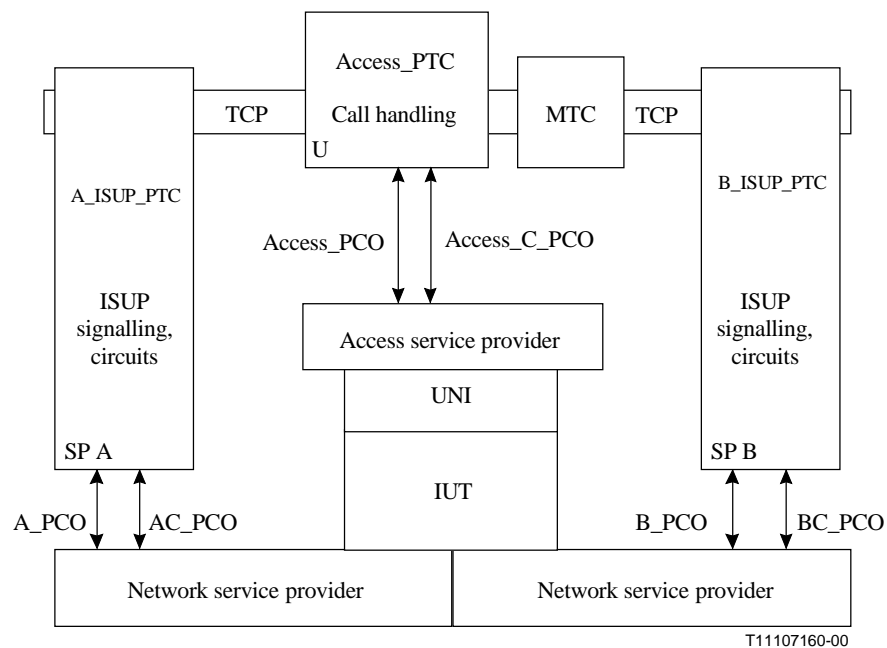 Access_PTC
TCP
Call handling
MTC
TCP
U
A_ISUP_PTC
B_ISUP_PTC
Access_PCO
Access_C_PCO
ISUP
signalling,
circuits
ISUP
signalling,
circuits
Access service provider
UNI
SP A
SP B
IUT
A_PCO
AC_PCO
B_PCO
BC_PCO
Network service provider
Network service provider
T11107160-00